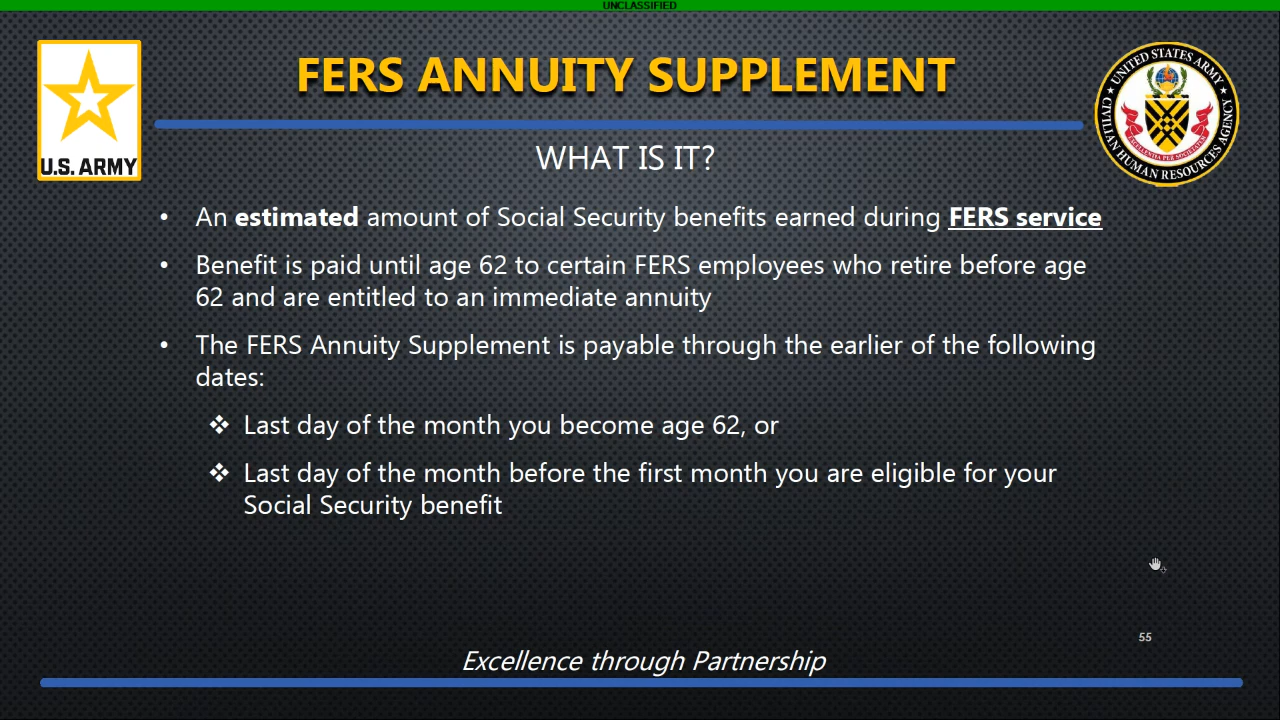 UNCLASSIFIED
FERS ANNUITY SUPPLEMENT
U.S. ARMY
UNITED STATES ARMY
CIVILIAN HUMAN RESOURCES AGENCY
WHAT IS IT?
• An estimated amount of Social Security benefits earned during FERS service
• Benefit is paid until age 62 to certain FERS employees who retire before age
62 and are entitled to an immediate annuity
• The FERS Annuity Supplement is payable through the earlier of the following
dates:
❖ Last day of the month you become age 62, or
❖ Last day of the month before the first month you are eligible for your
Social Security benefit
55
Excellence through Partnership